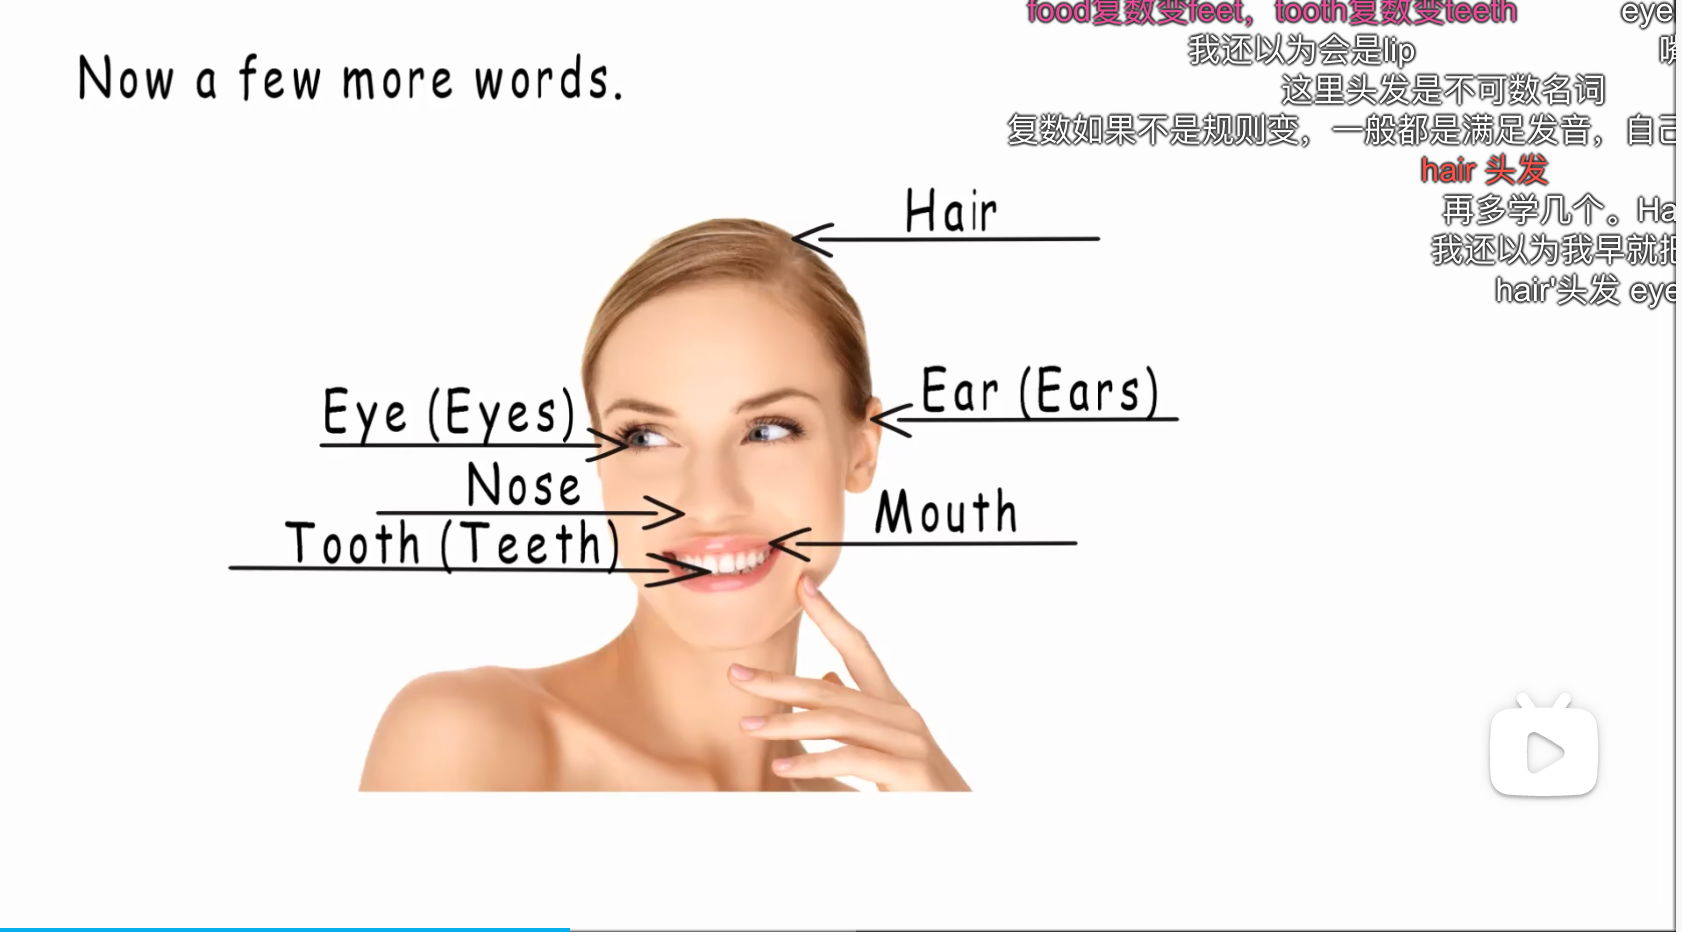 food复数变feet，tooth复数变teeth eye
Now a few more words.
我还以为会是lip 嘴
这里头发是不可数名词
复数如果不是规则变，一般都是满足发音，自己
hair 头发
Hair
再多学几个。Ha
我还以为我早就把
hair'头发 eye
Ear (Ears)
Eye (Eyes)
Nose
Mouth
Tooth (Teeth)